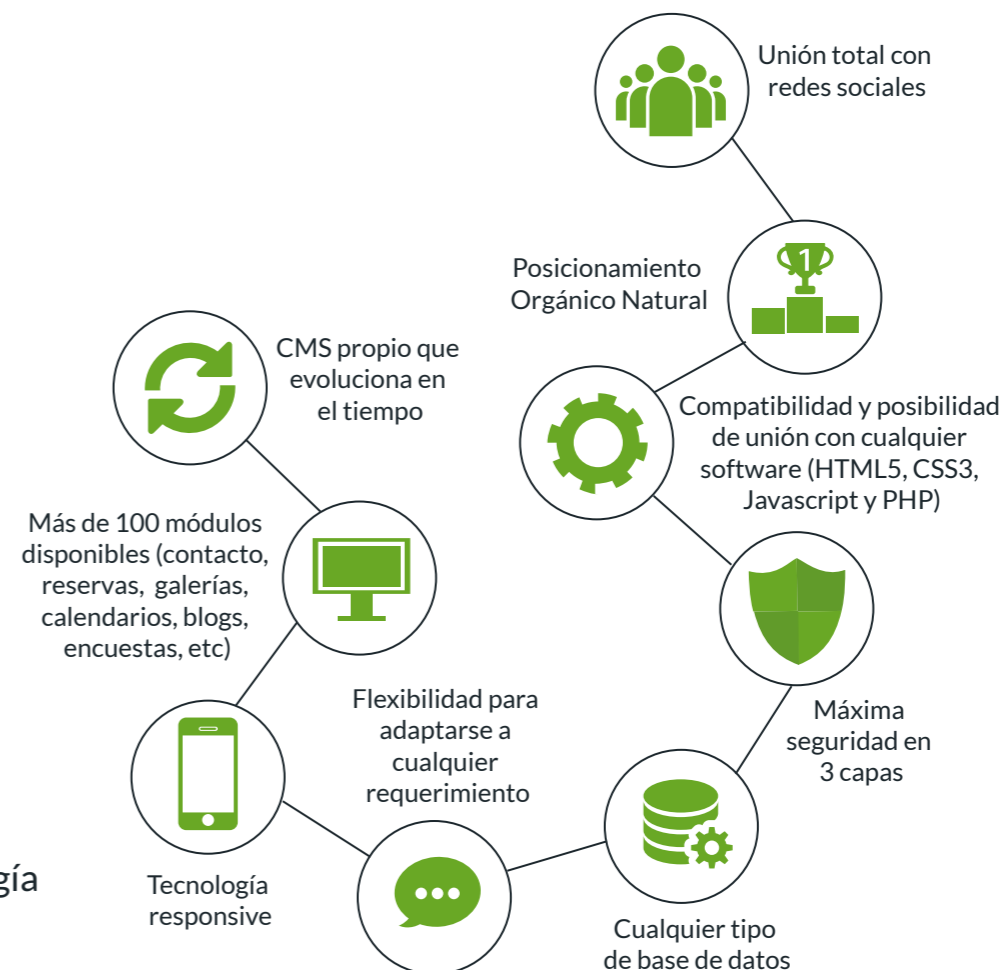 Unión total con
redes sociales
Posicionamiento
Orgánico Natural
1
CMS propio que
evoluciona en
el tiempo
Compatibilidad y posibilidad
de unión con cualquier
software (HTML5, CSS3,
Javascript y PHP)
Más de 100 módulos
disponibles (contacto,
reservas, galerías,
calendarios, blogs,
encuestas, etc)
Flexibilidad para
adaptarse a
cualquier
requerimiento
Máxima
seguridad en
3 capas
gía
Tecnología
responsive
Cualquier tipo
de base de datos